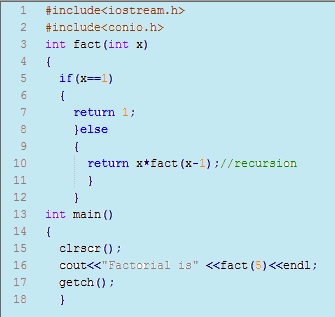 1 #include<iostream.h>
2 #include<conio.h>
3 int fact(int x)
4 {
5 if(x==1)
6 {
7 return 1;
8 }else
9 {
10 return x*fact(x-1);//recursion
11 }
12 }
13 int main()
14 {
15 clrscr();
16 cout<<"Factorial is" <<fact(5)<<endl;
17 getch();
18 }